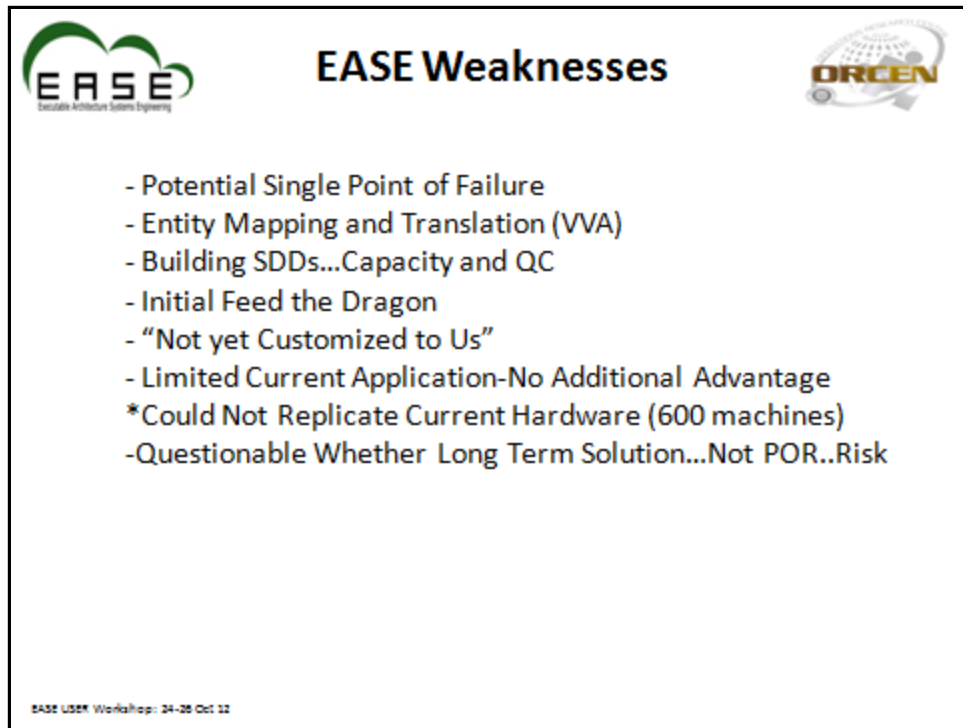 EASE
Executable Architecture Systems Engineering
EASE Weaknesses
OPERATIONS RESEARCH CENTER
ORCEN
- Potential Single Point of Failure
- Entity Mapping and Translation (VVA)
- Building SDDs...Capacity and QC
- Initial Feed the Dragon
- “Not yet Customized to Us”
- Limited Current Application-No Additional Advantage
*Could Not Replicate Current Hardware (600 machines)
-Questionable Whether Long Term Solution...Not POR..Risk
EASE USER Workshop: 24-26 Oct 12